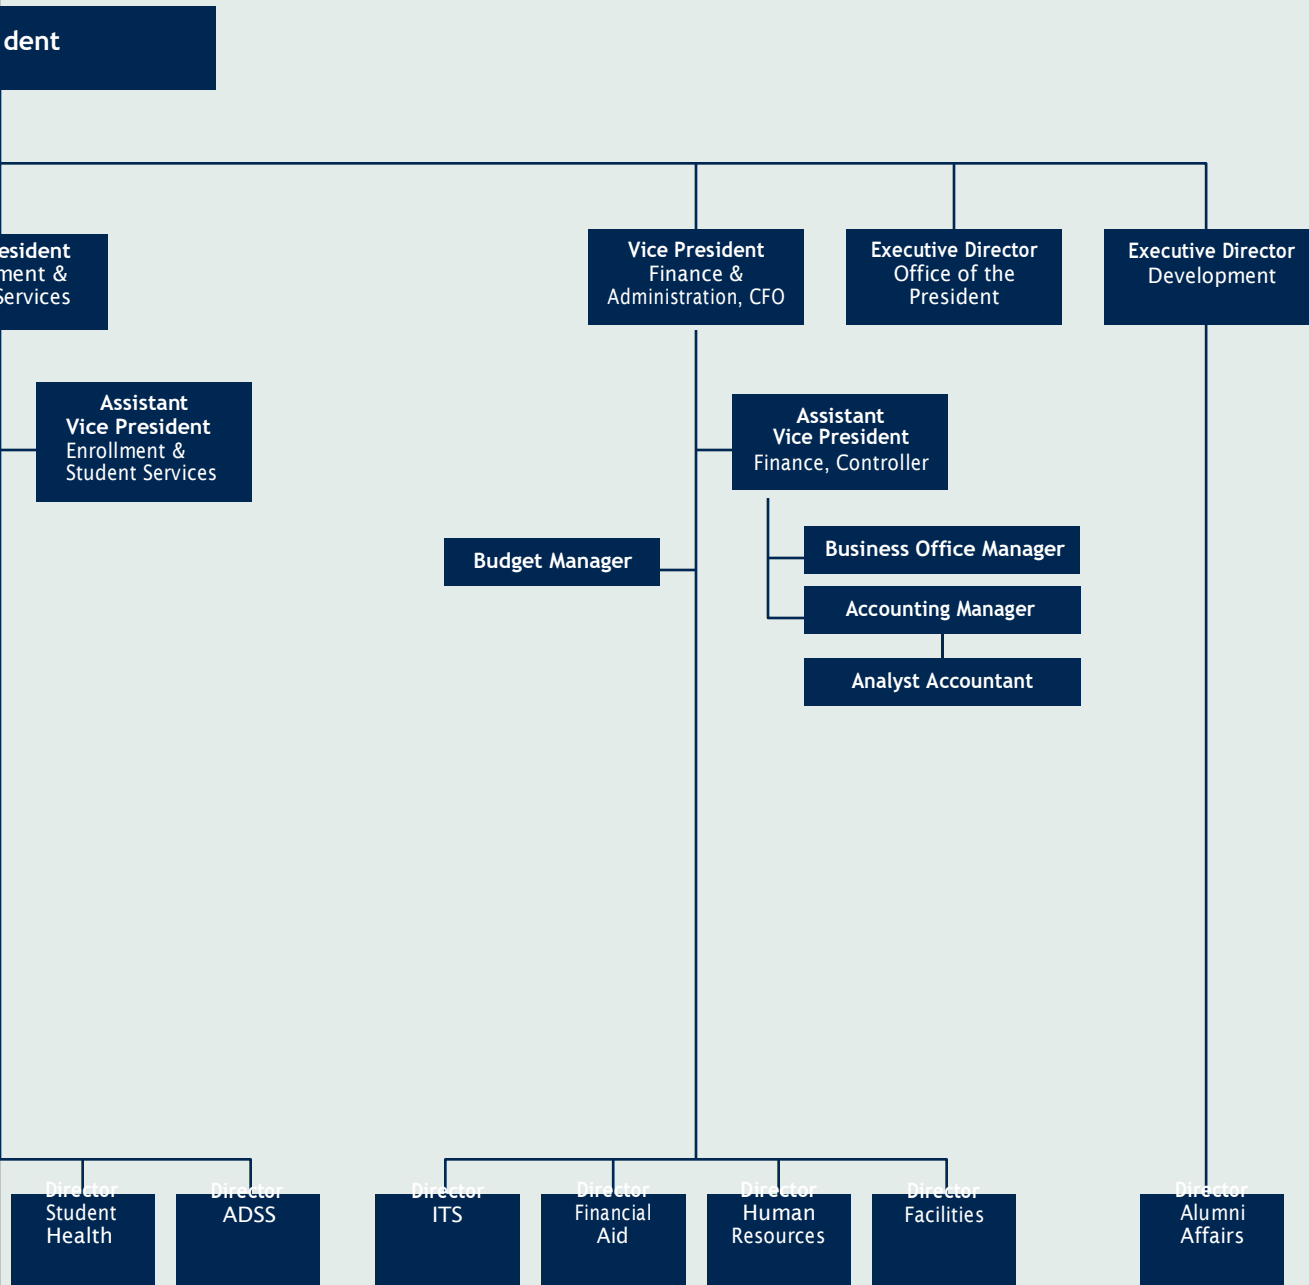 dent
esident
ment &
Services
Vice President
Finance &
Administration, CFO
Executive Director
Office of the
President
Executive Director
Development
Assistant
Vice President
Enrollment &
Student Services
Assistant
Vice President
Finance, Controller
Budget Manager
Business Office Manager
Accounting Manager
Analyst Accountant
Director
Student
Health
Director
ADSS
Director
ITS
Director
Financial
Aid
Director
Human
Resources
Director
Facilities
Director
Alumni
Affairs